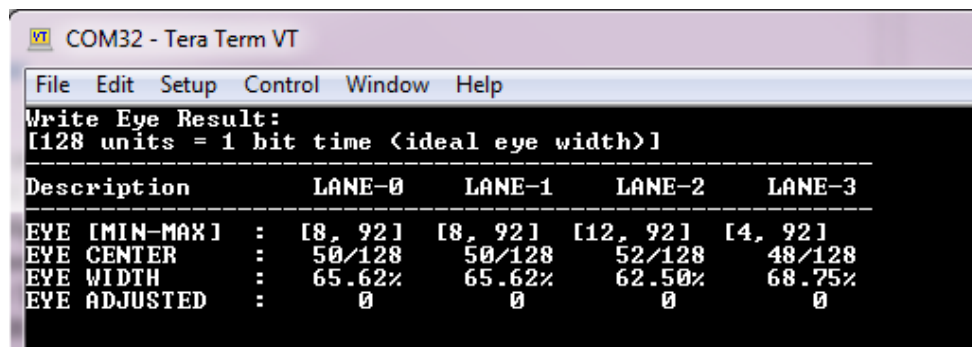 VT COM32 - Tera Term VT
File Edit Setup Control Window Help
Write Eye Result:
[128 units = 1 bit time (ideal eye width)]
Description LANE-0 LANE-1 LANE-2 LANE-3
EYE [MIN-MAX] : [8, 92] [8, 92] [12, 92] [4, 92]
EYE CENTER : 50/128 50/128 52/128 48/128
EYE WIDTH : 65.62% 65.62% 62.50% 68.75%
EYE ADJUSTED : 0 0 0 0